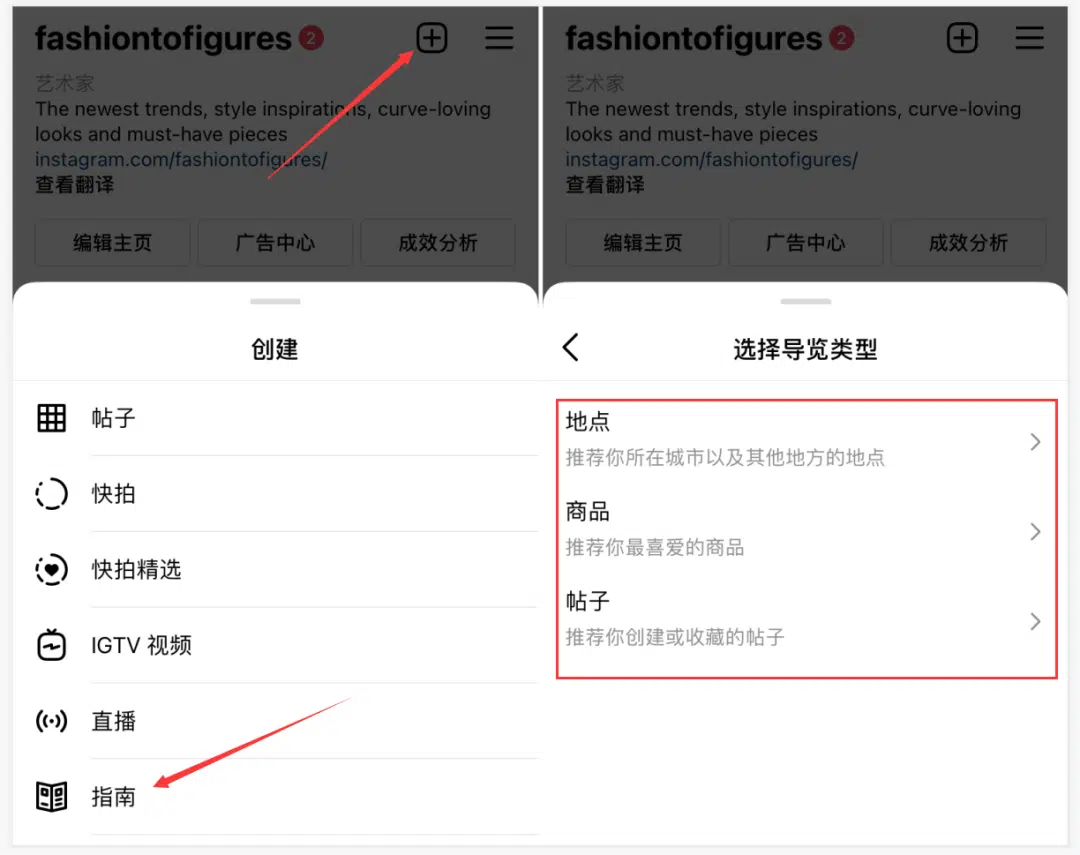 fashiontofigures 2
艺术家
The newest trends, style inspirations, curve-loving
looks and must-have pieces
instagram.com/fashiontofigures/
查看翻译
编辑主页 广告中心 成效分析
创建
帖子
快拍
快拍精选
IGTV 视频
直播
指南
fashiontofigures 2
艺术家
The newest trends, style inspirations, curve-loving
looks and must-have pieces
instagram.com/fashiontofigures/
查看翻译
编辑主页 广告中心 成效分析
选择导览类型
地点
推荐你所在城市以及其他地方的地点
商品
推荐你最喜爱的商品
帖子
推荐你创建或收藏的帖子